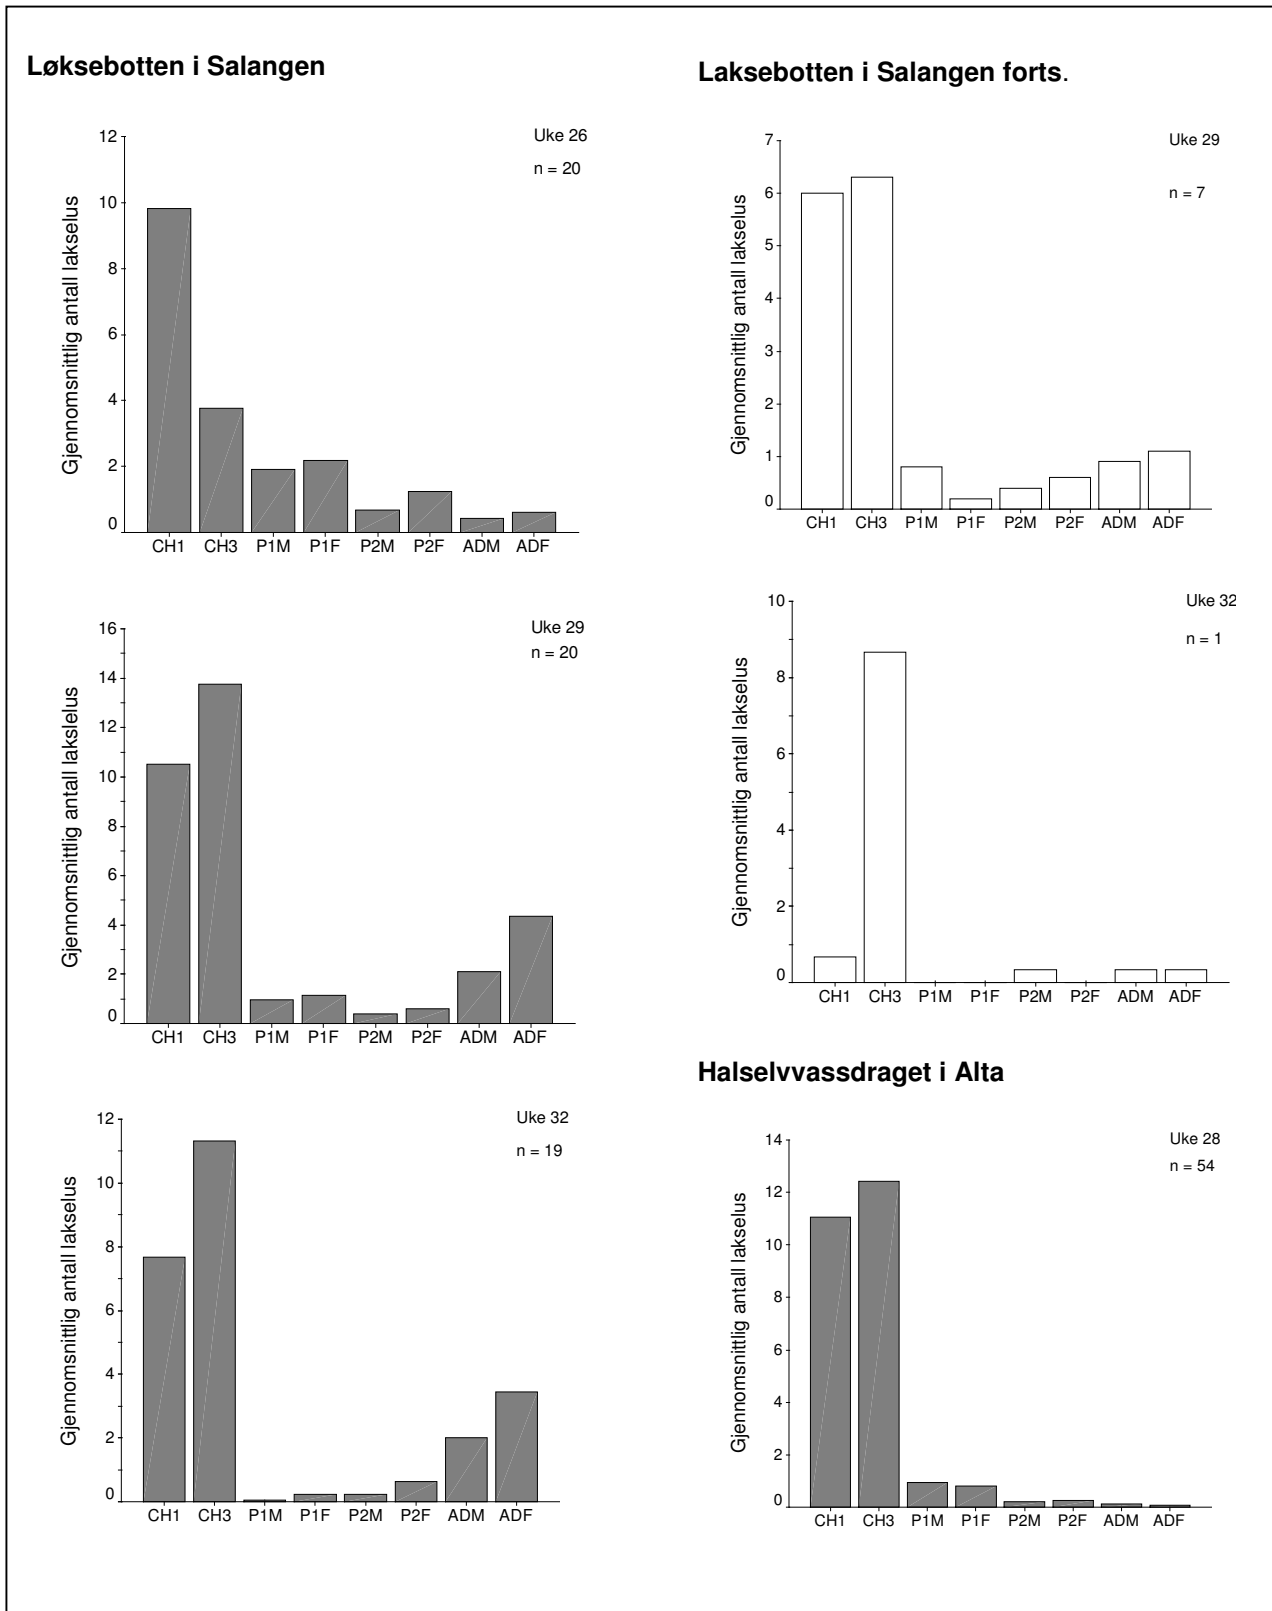 Løksebotten i Salangen
Uke 26
n = 20
Gjennomsnittlig antall lakselus
12
10
8
6
4
2
0
CH1 CH3 P1M P1F P2M P2F ADM ADF
Uke 29
n = 20
Gjennomsnittlig antall lakslelus
16
14
12
10
8
6
4
2
0
CH1 CH3 P1M P1F P2M P2F ADM ADF
Uke 32
n = 19
Gjennomsnittlig antall lakselus
12
10
8
6
4
2
0
CH1 CH3 P1M P1F P2M P2F ADM ADF
Laksebotten i Salangen forts.
Uke 29
n = 7
Gjennomsnittlig antall lakselus
7
6
5
4
3
2
1
0
CH1 CH3 P1M P1F P2M P2F ADM ADF
Uke 32
n = 1
Gjennomsnittlig antall lakselus
10
8
6
4
2
0
CH1 CH3 P1M P1F P2M P2F ADM ADF
Halselvvassdraget i Alta
Uke 28
n = 54
Gjennomsnittlig antall lakselus
14
12
10
8
6
4
2
0
CH1 CH3 P1M P1F P2M P2F ADM ADF